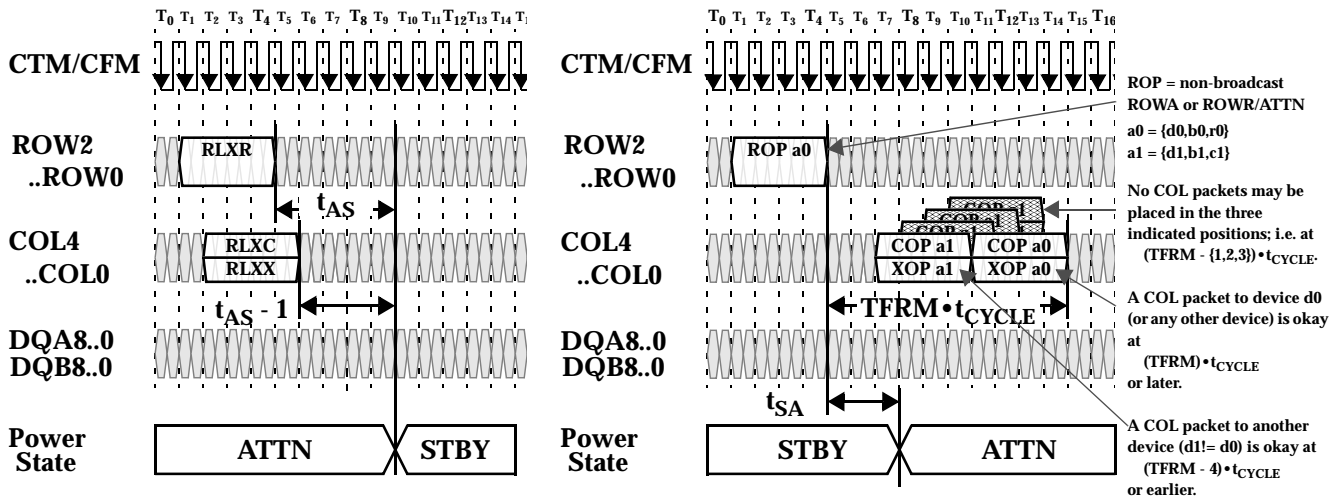 T0 T1 T2 T3 T4 T5 T6 T7 T8 T9 T10 T11 T12 T13 T14
CTM/CFM
ROW2
..ROW0
RLXR
tAS
COL4
..COL0
RLXC
RLXX
tAS - 1
DQA8..0
DQB8..0
Power
State
ATTN
STBY
T0 T1 T2 T3 T4 T5 T6 T7 T8 T9 T10 T11 T12 T13 T14 T15 T16
CTM/CFM
ROW2
..ROW0
ROP a0
COP a1
COP a1
COL4
..COL0
COP a1
COP a0
XOP a1
XOP a0
TFRM•tCYCLE
DQA8..0
DQB8..0
tSA
Power
State
STBY
ATTN
ROP = non-broadcast
ROWA or ROWR/ATTN
a0 = {d0,b0,r0}
a1 = {d1,b1,c1}
No COL packets may be
placed in the three
indicated positions; i.e. at
(TFRM - {1,2,3})•tCYCLE.
A COL packet to device d0
(or any other device) is okay
at
(TFRM)•tCYCLE
or later.
A COL packet to another
device (d1!= d0) is okay at
(TFRM - 4)•tCYCLE
or earlier.